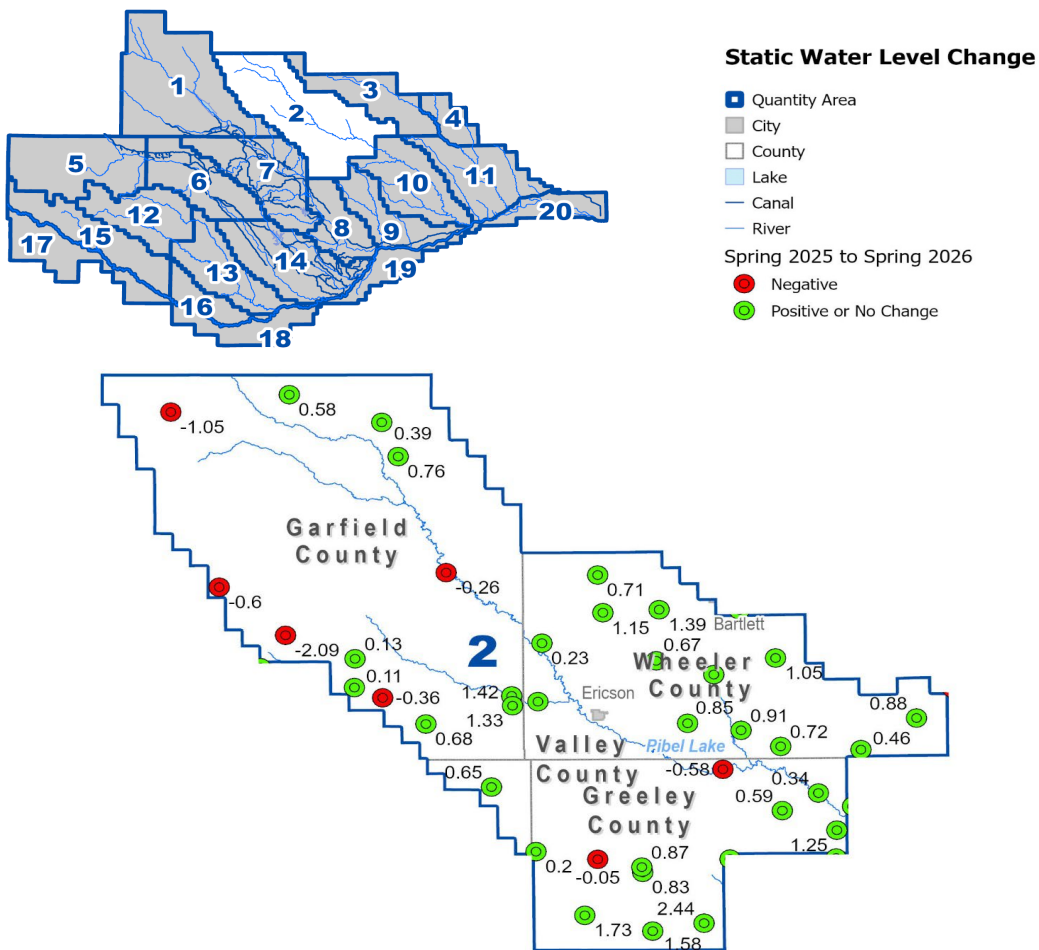 Static Water Level Change
Quantity Area
City
County
Lake
Canal
River
Spring 2025 to Spring 2026
Negative
Positive or No Change
1
2
3
4
5
6
7
8
9
10
11
12
13
14
15
16
17
18
19
20
-1.05
0.58
0.39
0.76
Garfield
County
-0.6
-0.26
-2.09
0.13
0.11
-0.36
0.68
2
1.42
1.33
0.23
0.71
1.15
1.39
Bartlett
0.67
Wheeler
County
1.05
Ericson
0.85
0.91
0.72
0.88
0.46
Valley
County
Pibel Lake
-0.58
0.65
Greeley
County
0.59
0.34
1.25
0.2
-0.05
0.87
0.83
2.44
1.73
1.58